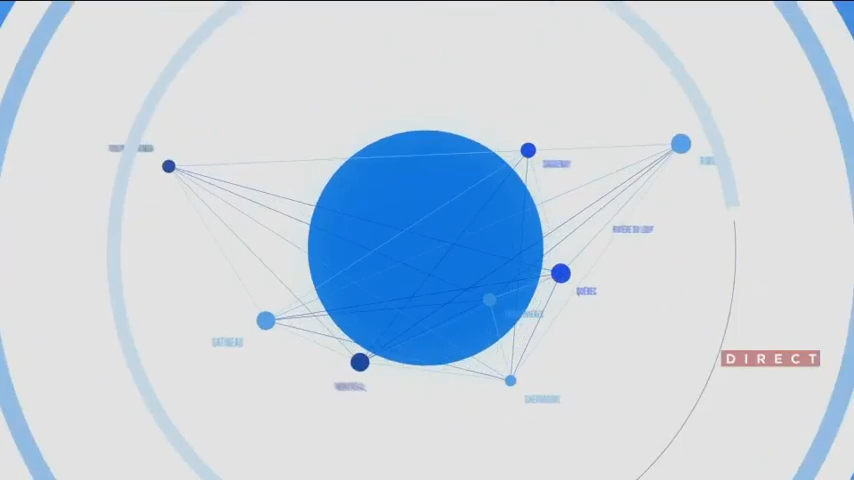 SAGUENAY
RIVIÈRE DU LOUP
QUÉBEC
GATINEAU
DIRECT
MONTRÉAL
SHERBROOKE